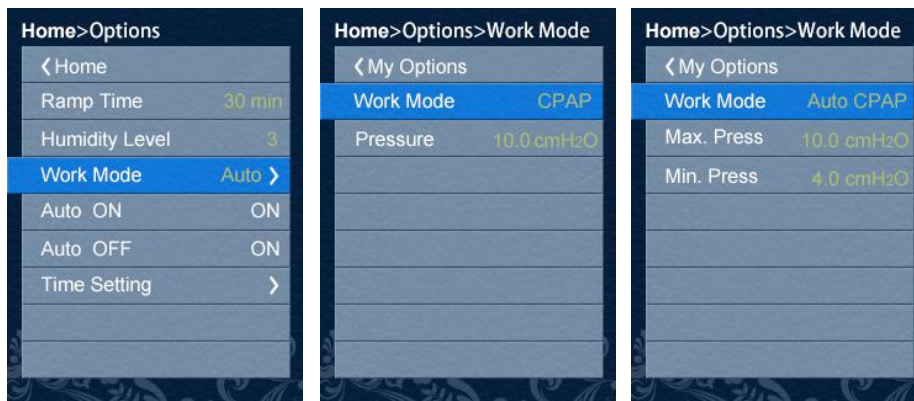 Home>Options
❮Home
Ramp Time 30 min
Humidity Level 3
Work Mode Auto ❯
Auto ON ON
Auto OFF ON
Time Setting ❯
Home>Options>Work Mode
❮My Options
Work Mode CPAP
Pressure 10.0 cmH2O
Home>Options>Work Mode
❮My Options
Work Mode Auto CPAP
Max. Press 10.0 cmH2O
Min. Press 4.0 cmH2O